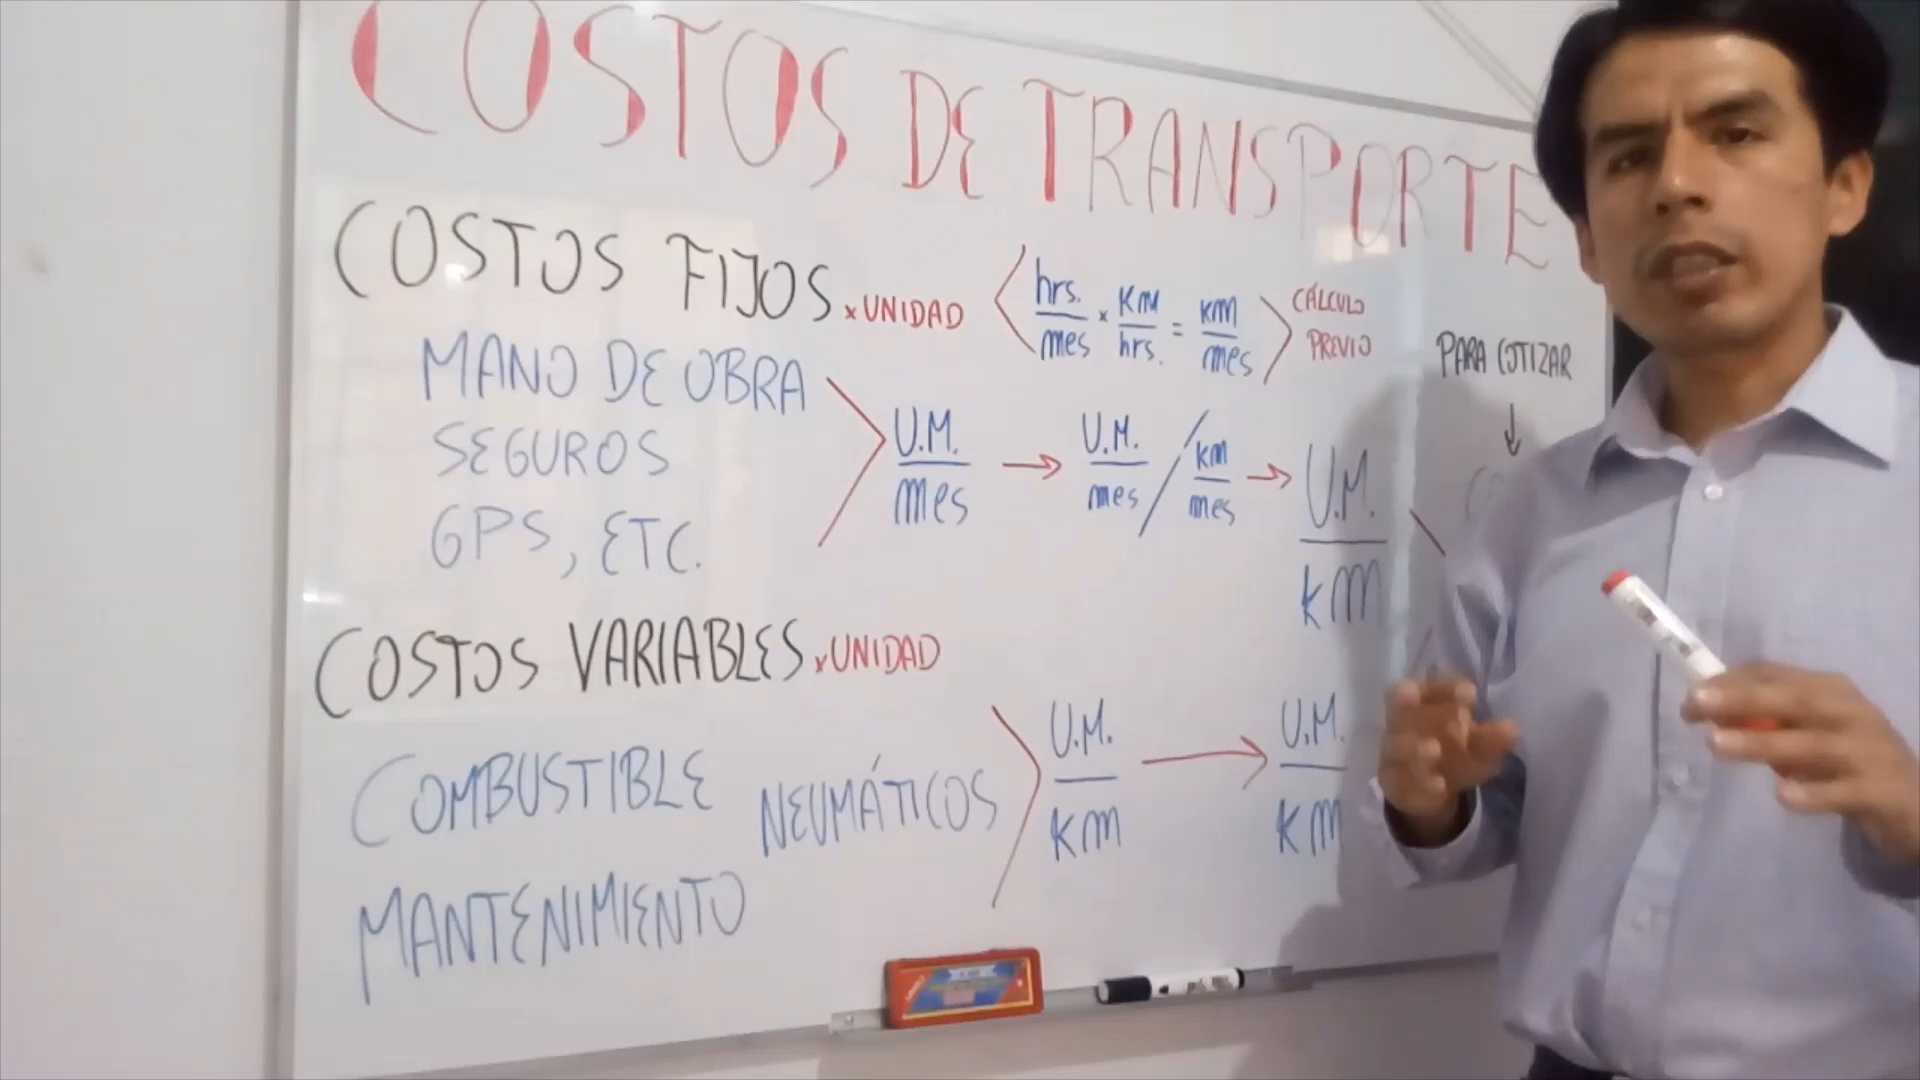 COSTOS DE TRANSPORTE
COSTOS FIJOS x UNIDAD
hrs. / mes x KM / hrs. = KM / mes
CÁLCULO
PREVIO
PARA COTIZAR
MANO DE OBRA
SEGUROS
GPS, ETC.
U.M. / mes → U.M. / mes / km / mes → U.M. / km
COSTOS VARIABLES x UNIDAD
COMBUSTIBLE NEUMÁTICOS
MANTENIMIENTO
U.M. / km → U.M. / km